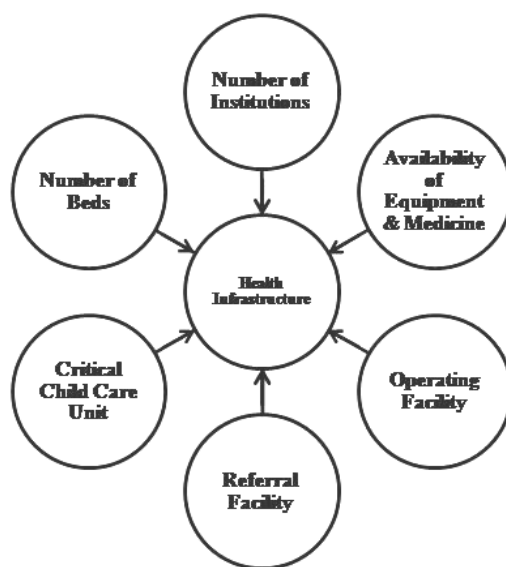 Number of
Institutions
Availability
of
Equipment
& Medicine
Operating
Facility
Referral
Facility
Critical
Child Care
Unit
Number of
Beds
Health
Infrastructure